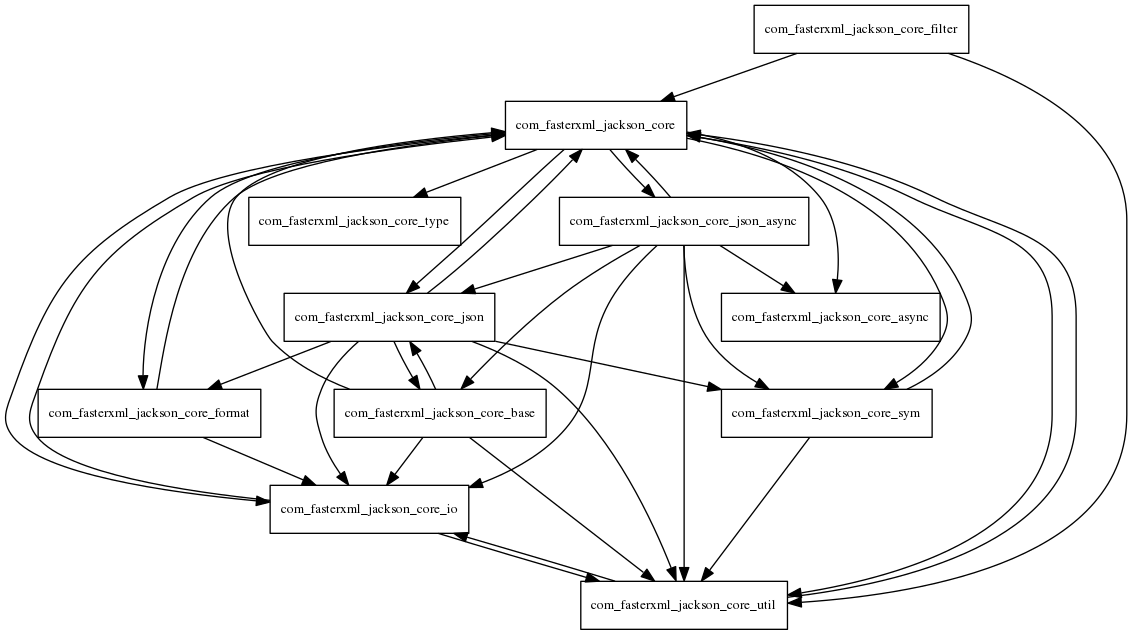 com_fasterxml_jackson_core_filter
com_fasterxml_jackson_core
com_fasterxml_jackson_core_type
com_fasterxml_jackson_core_json_async
com_fasterxml_jackson_core_json
com_fasterxml_jackson_core_async
com_fasterxml_jackson_core_format
com_fasterxml_jackson_core_base
com_fasterxml_jackson_core_sym
com_fasterxml_jackson_core_io
com_fasterxml_jackson_core_util